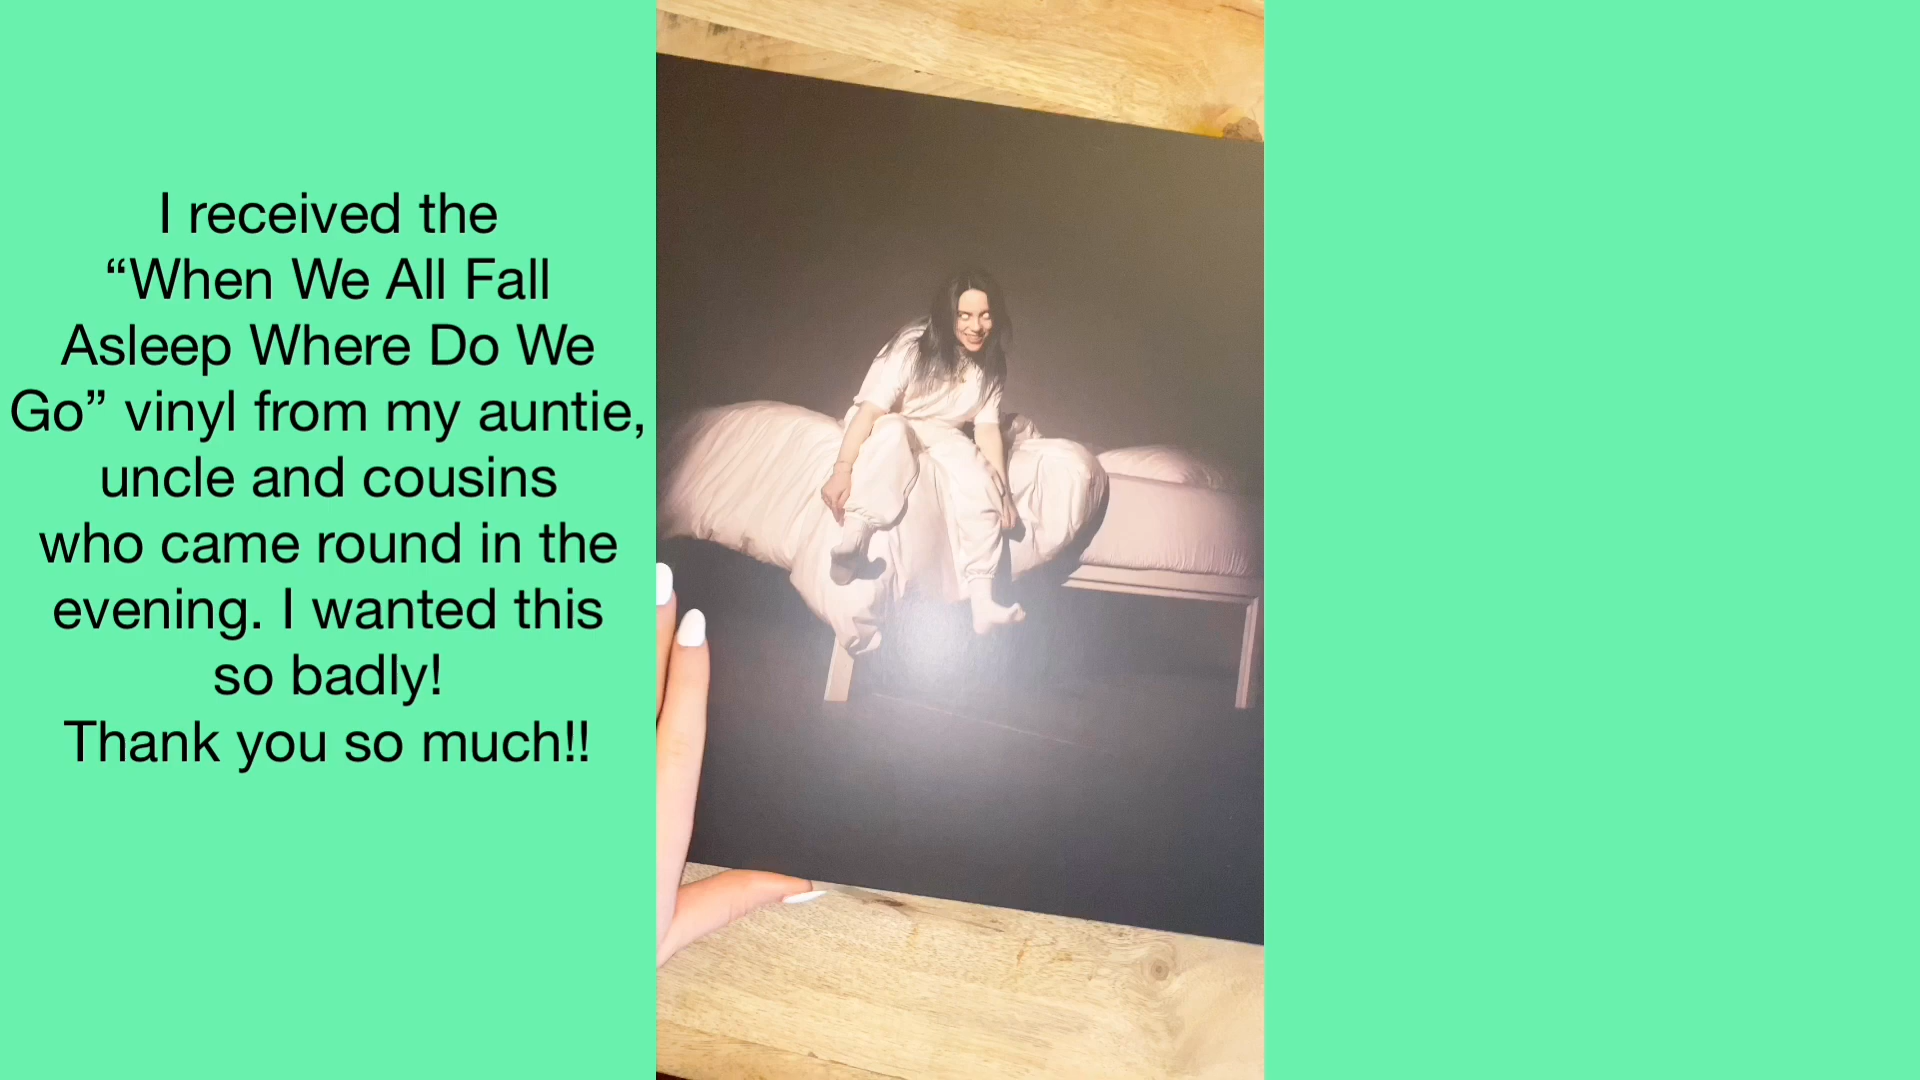 I received the
“When We All Fall
Asleep Where Do We
Go” vinyl from my auntie,
uncle and cousins
who came round in the
evening. I wanted this
so badly!
Thank you so much!!